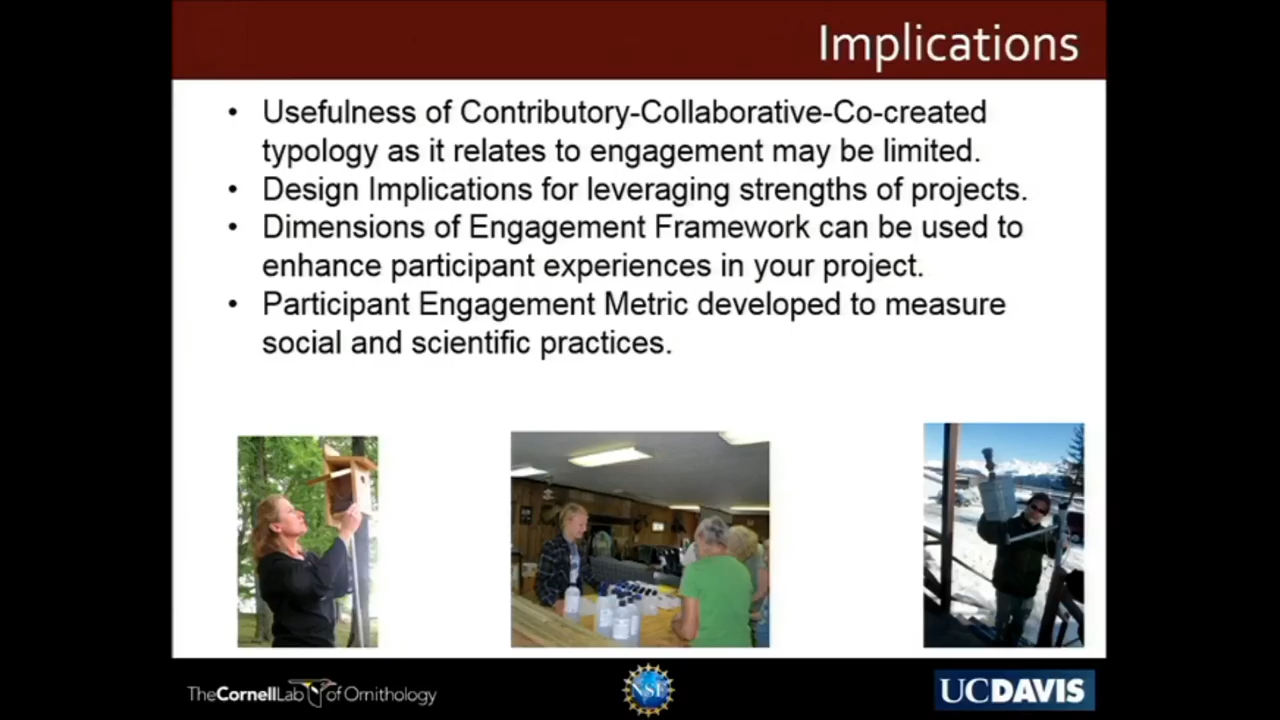 Implications
• Usefulness of Contributory-Collaborative-Co-created
typology as it relates to engagement may be limited.
• Design Implications for leveraging strengths of projects.
• Dimensions of Engagement Framework can be used to
enhance participant experiences in your project.
• Participant Engagement Metric developed to measure
social and scientific practices.
TheCornellLab of Ornithology
NSF
UCDAVIS